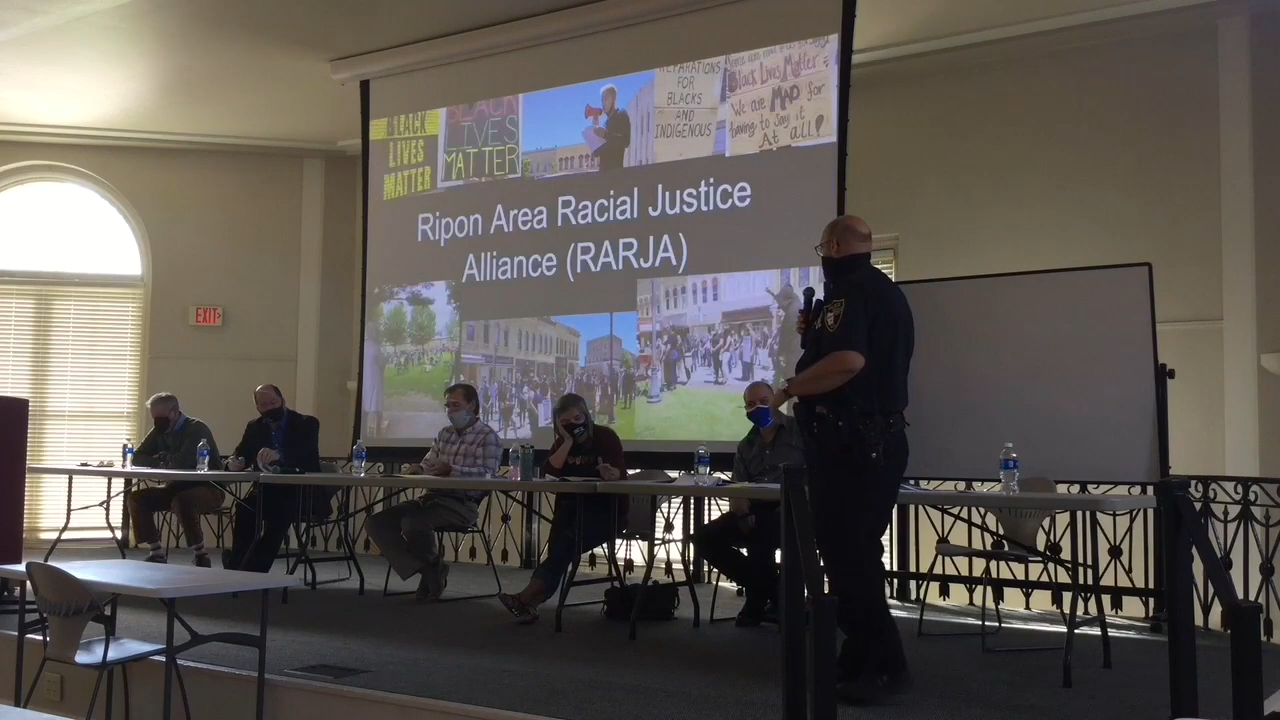 BLACK
LIVES
MATTER
BLACK
LIVES
MATTER
REPARATIONS
FOR
BLACKS
AND
INDIGENOUS
Black Lives Matter
We are MAD for
having to say it
At all!
Ripon Area Racial Justice
Alliance (RARJA)
EXIT